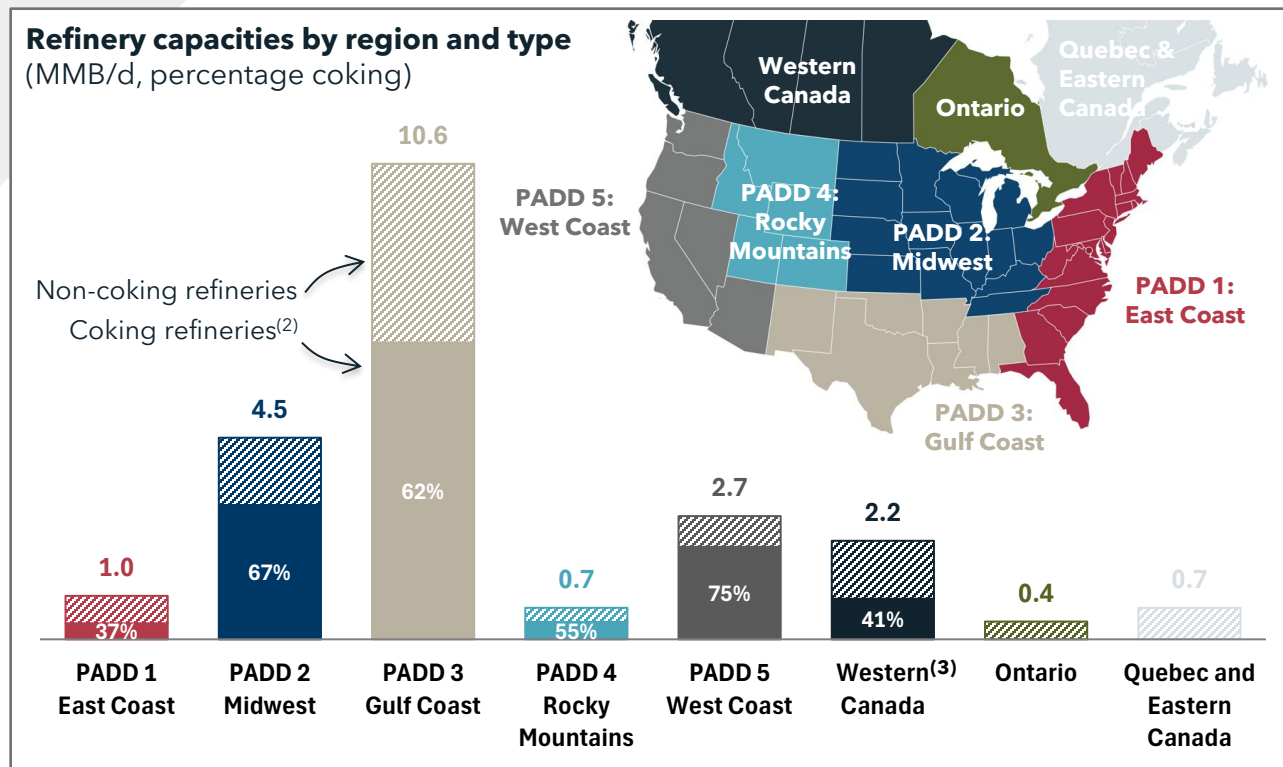 Refinery capacities by region and type
(MMB/d, percentage coking)
Western
Canada
Ontario
Quebec &
Eastern
Canada
PADD 5:
West Coast
PADD 4:
Rocky
Mountains
PADD 2:
Midwest
PADD 1:
East Coast
PADD 3:
Gulf Coast
Non-coking refineries
Coking refineries(2)
1.0
37%
4.5
67%
10.6
62%
0.7
55%
2.7
75%
2.2
41%
0.4
0.7
PADD 1
East Coast
PADD 2
Midwest
PADD 3
Gulf Coast
PADD 4
Rocky
Mountains
PADD 5
West Coast
Western(3)
Canada
Ontario
Quebec and
Eastern
Canada